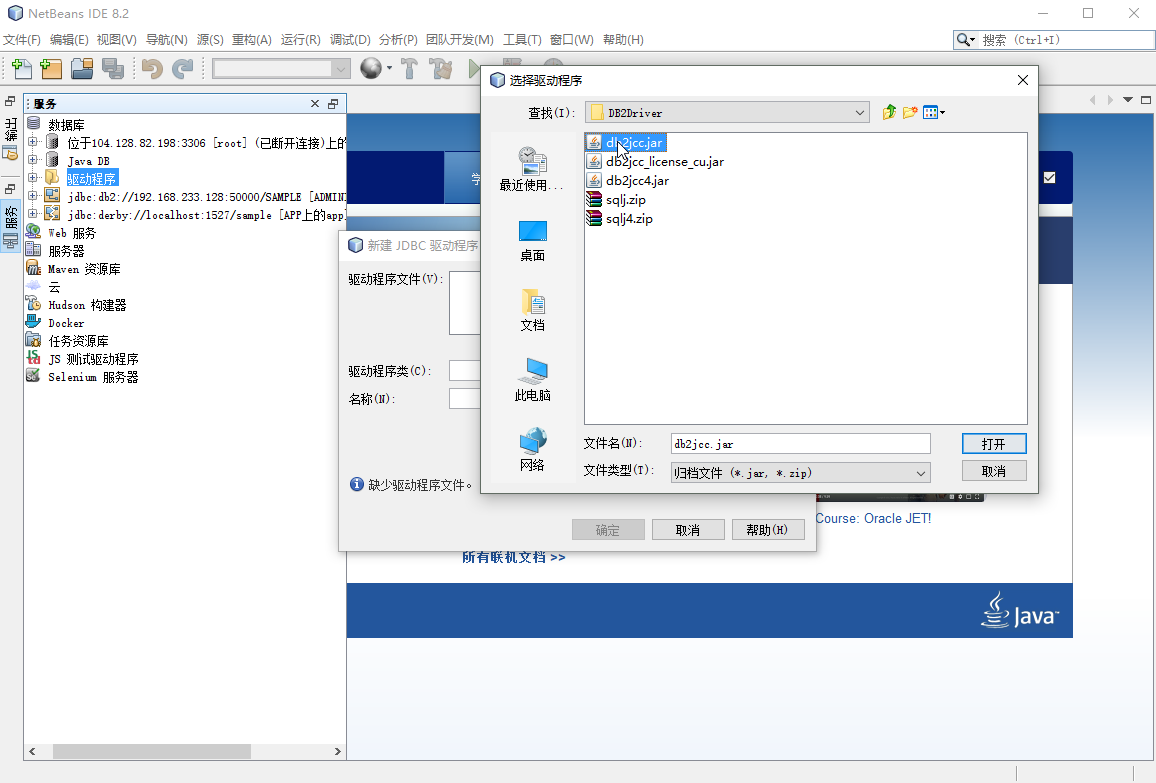 NetBeans IDE 8.2
文件(F) 编辑(E) 视图(V) 导航(N) 源(S) 重构(A) 运行(R) 调试(D) 分析(P) 团队开发(M) 工具(T) 窗口(W) 帮助(H)
搜索 (Ctrl+I)
服务
数据库
位于104.128.82.198:3306 [root] (已断开连接)上的
Java DB
驱动程序
jdbc:db2://192.168.233.128:50000/SAMPLE [ADMINI
jdbc:derby://localhost:1527/sample [APP上的app]
Web 服务
服务器
Maven 资源库
云
Hudson 构建器
Docker
任务资源库
JS 测试驱动程序
Selenium 服务器
项目
服务
学
新建 JDBC 驱动程序
驱动程序文件(V):
驱动程序类(C):
名称(N):
缺少驱动程序文件。
确定 取消 帮助(H)
选择驱动程序
查找(I): DB2Driver
最近使用...
桌面
文档
此电脑
网络
db2jcc.jar
db2jcc_license_cu.jar
db2jcc4.jar
sqlj.zip
sqlj4.zip
文件名(N): db2jcc.jar 打开
文件类型(T): 归档文件 (*.jar, *.zip) 取消
Course: Oracle JET!
所有联机文档 >>
Java